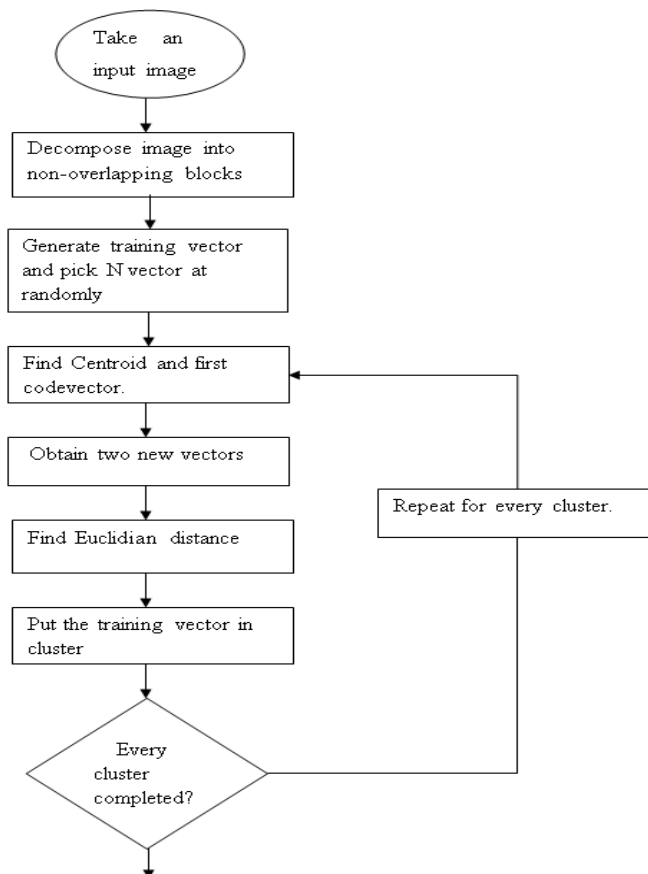 Take an
input image
Decompose image into
non-overlapping blocks
Generate training vector
and pick N vector at
randomly
Find Centroid and first
codevector.
Obtain two new vectors
Repeat for every cluster.
Find Euclidian distance
Put the training vector in
cluster
Every
cluster
completed?